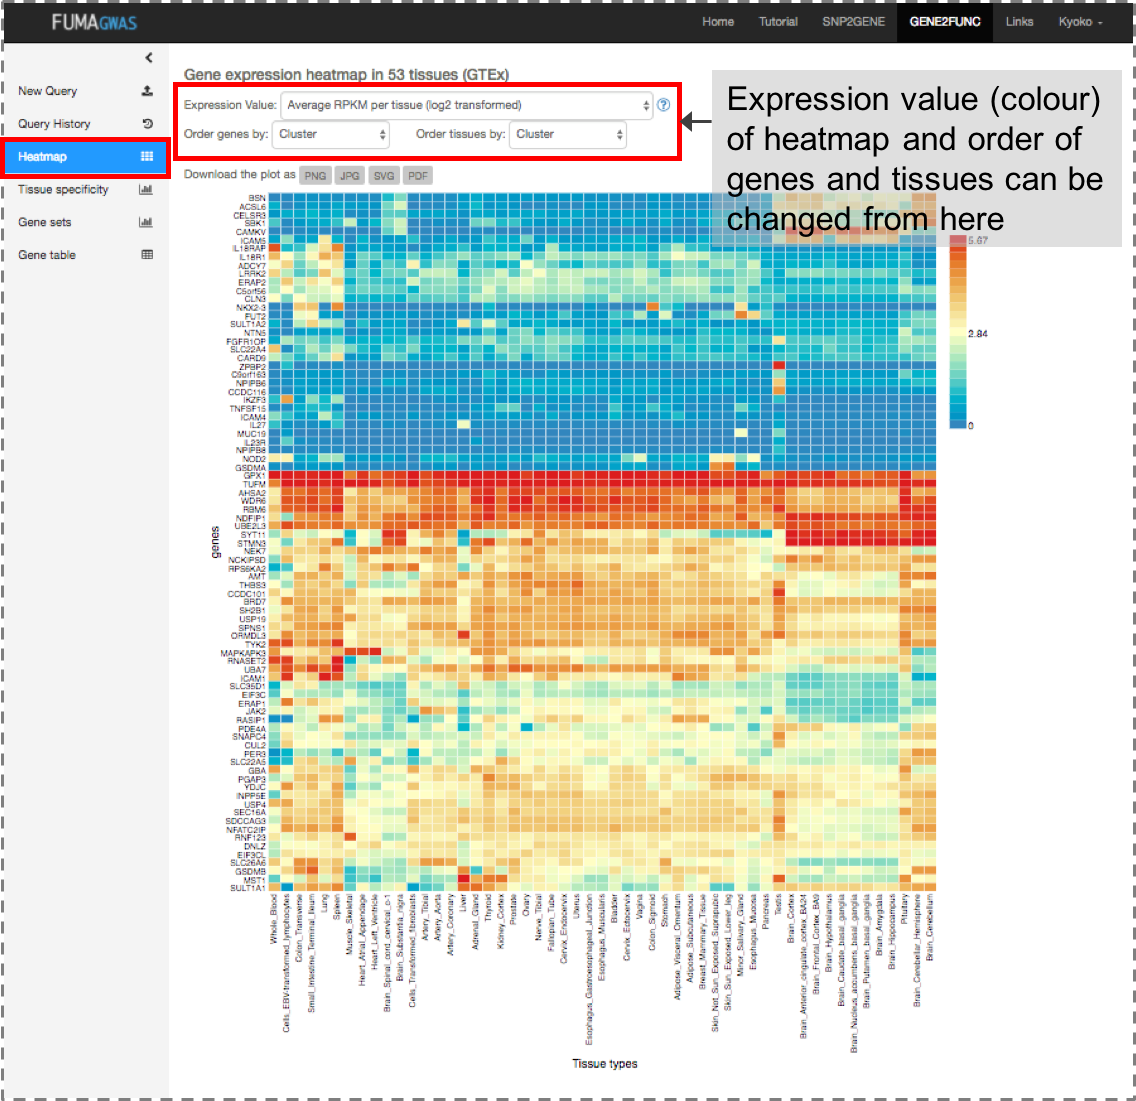 FUMAGWAS
Home
Tutorial
SNP2GENE
GENE2FUNC
Links
Kyoko
New Query
Query History
Heatmap
Tissue specificity
Gene sets
Gene table
Gene expression heatmap in 53 tissues (GTEx)
Expression Value: Average RPKM per tissue (log2 transformed)
Order genes by: Cluster Order tissues by: Cluster
Download the plot as PNG JPG SVG PDF
Expression value (colour)
of heatmap and order of
genes and tissues can be
changed from here
5.67
2.84
0
genes
BSN
ACSL6
CELSR3
SBK1
CAMKV
ICAM5
IL18RAP
IL18R1
ADCY7
LRRK2
ERAP2
C5orf56
CLN3
NKX2-3
FUT2
SULT1A2
NTN5
FGFR1OP
SLC22A4
CARD9
ZPBP2
C9orf163
NPIPB6
CCDC116
IKZF3
TNFSF15
ICAM4
IL27
MUC19
IL23R
NPIPB8
NOD2
GSDMA
GPX1
TUFM
AHSA2
WDR6
RBM6
NDFIP1
UBE2L3
SYT11
STMN3
NEK7
NCKIPSD
RPS6KA2
AMT
THBS3
CCDC101
BRD7
SH2B1
USP19
SPNS1
ORMDL3
TYK2
MAPKAPK3
RNASET2
UBA7
ICAM1
SLC35D1
EIF3C
ERAP1
JAK2
RASIP1
PDE4A
SNAPC4
CUL2
PER3
SLC22A5
GBA
PGAP3
YDJC
INPP5E
USP4
SEC16A
SDCCAG3
NFATC2IP
RNF123
DNLZ
EIF3CL
SLC26A6
GSDMB
MST1
SULT1A1
Whole_Blood
Cells_EBV-transformed_lymphocytes
Colon_Transverse
Small_Intestine_Terminal_Ileum
Lung
Spleen
Muscle_Skeletal
Heart_Atrial_Appendage
Heart_Left_Ventricle
Brain_Spinal_cord_cervical_c-1
Brain_Substantia_nigra
Cells_Transformed_fibroblasts
Artery_Tibial
Artery_Aorta
Artery_Coronary
Liver
Adrenal_Gland
Thyroid
Kidney_Cortex
Prostate
Ovary
Nerve_Tibial
Fallopian_Tube
Cervix_Endocervix
Uterus
Esophagus_Gastroesophageal_Junction
Esophagus_Muscularis
Bladder
Cervix_Ectocervix
Vagina
Colon_Sigmoid
Stomach
Adipose_Visceral_Omentum
Adipose_Subcutaneous
Breast_Mammary_Tissue
Skin_Not_Sun_Exposed_Suprapubic
Skin_Sun_Exposed_Lower_leg
Minor_Salivary_Gland
Esophagus_Mucosa
Pancreas
Testis
Brain_Cortex
Brain_Anterior_cingulate_cortex_BA24
Brain_Frontal_Cortex_BA9
Brain_Hypothalamus
Brain_Caudate_basal_ganglia
Brain_Nucleus_accumbens_basal_ganglia
Brain_Putamen_basal_ganglia
Brain_Amygdala
Brain_Hippocampus
Pituitary
Brain_Cerebellar_Hemisphere
Brain_Cerebellum
Tissue types